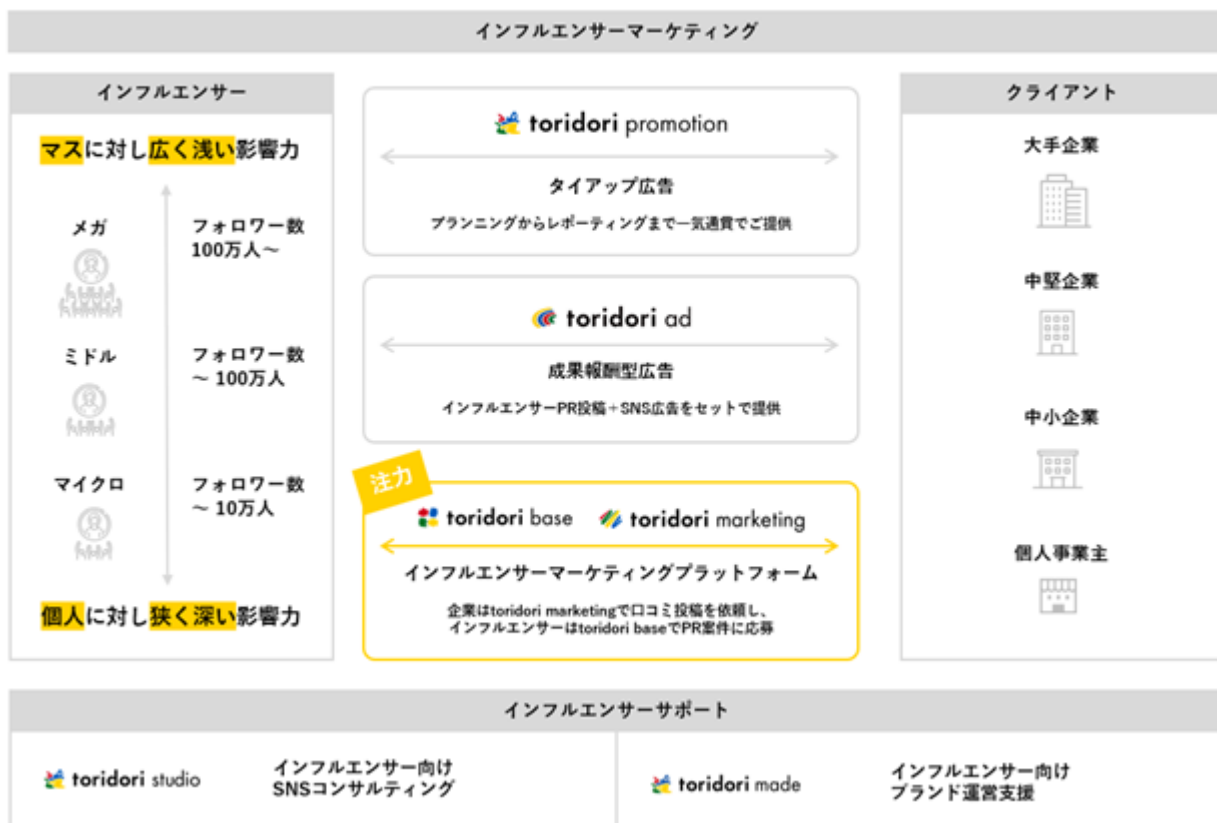 インフルエンサーマーケティング
インフルエンサー
マスに対し広く浅い影響力
メガ
フォロワー数
100万人～
ミドル
フォロワー数
～ 100万人
マイクロ
フォロワー数
～ 10万人
個人に対し狭く深い影響力
toridori promotion
タイアップ広告
プランニングからレポーティングまで一気通貫でご提供
toridori ad
成果報酬型広告
インフルエンサーPR投稿＋SNS広告をセットで提供
注力
toridori base
toridori marketing
インフルエンサーマーケティングプラットフォーム
企業はtoridori marketingで口コミ投稿を依頼し、
インフルエンサーはtoridori baseでPR案件に応募
クライアント
大手企業
中堅企業
中小企業
個人事業主
インフルエンサーサポート
toridori studio
インフルエンサー向け
SNSコンサルティング
toridori made
インフルエンサー向け
ブランド運営支援